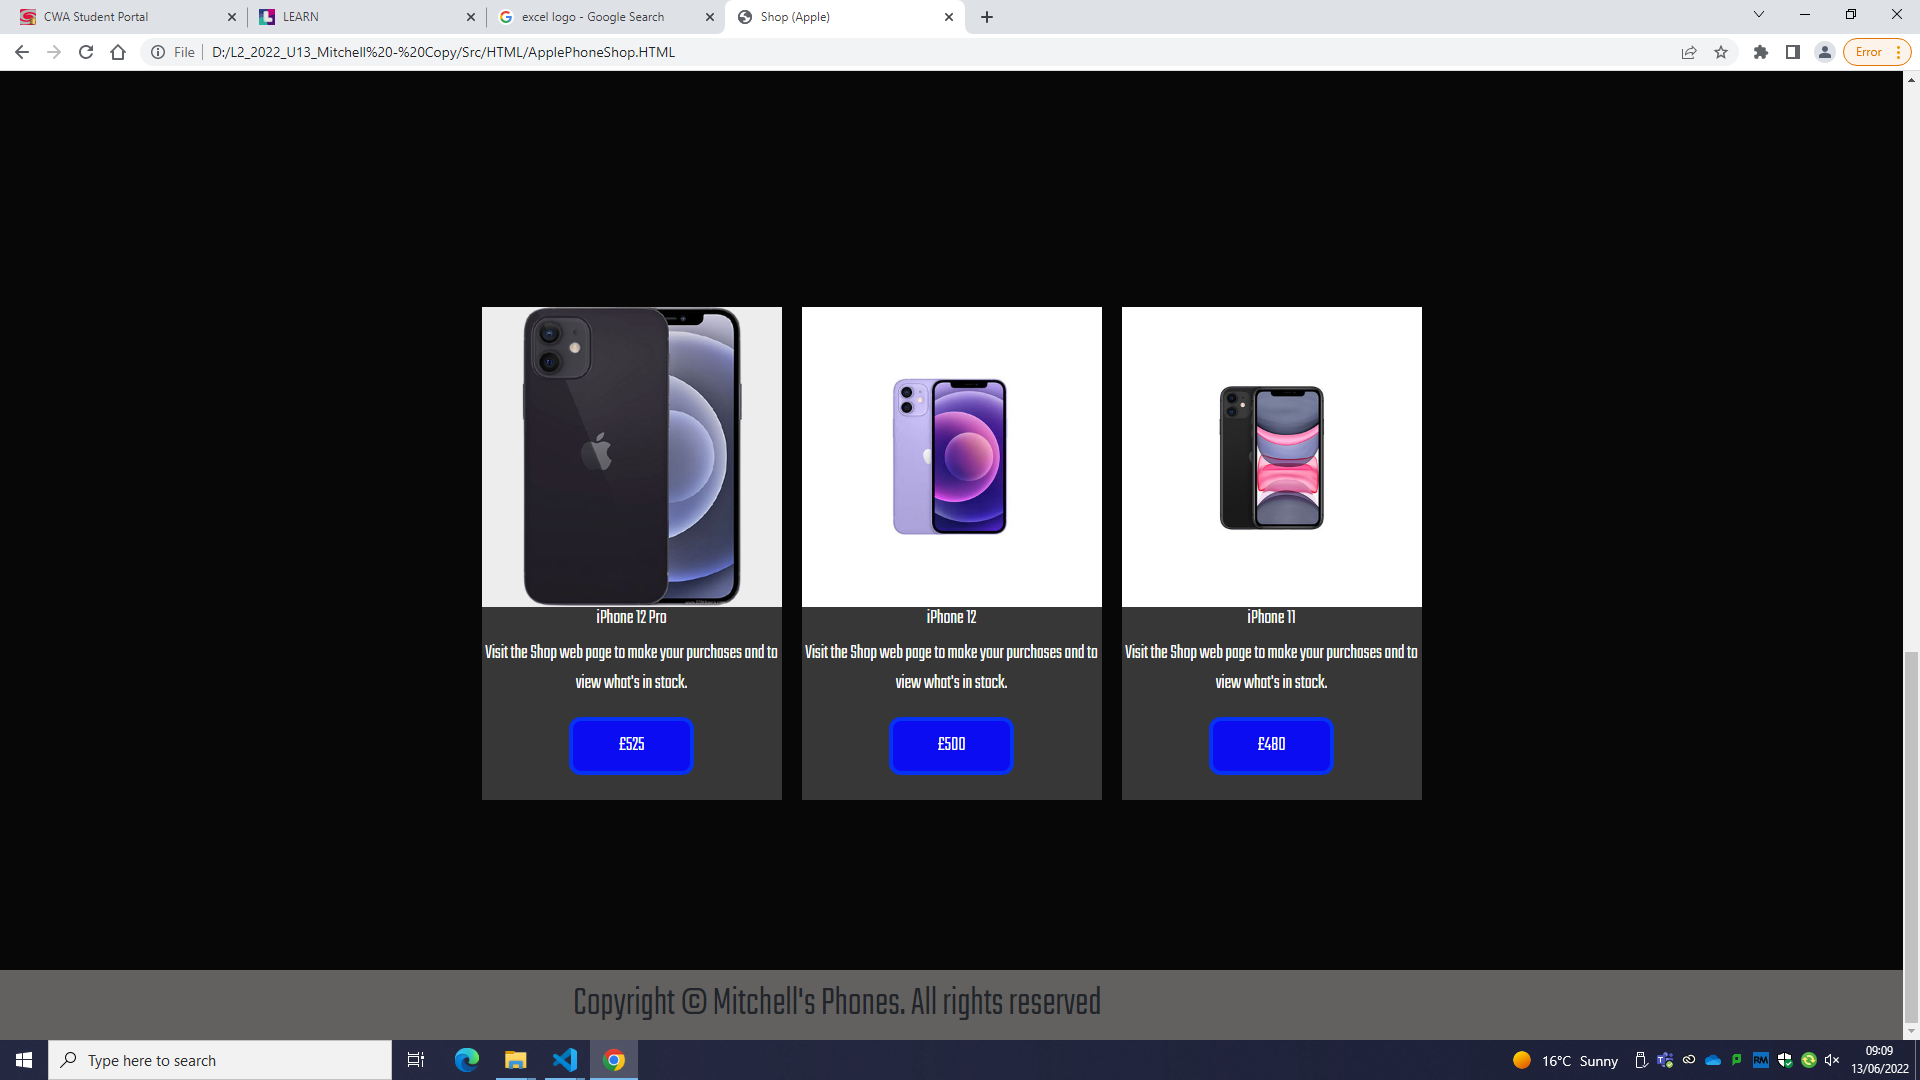 CWA Student Portal
LEARN
excel logo - Google Search
Shop (Apple)
File
D:/L2_2022_U13_Mitchell%20-%20Copy/Src/HTML/ApplePhoneShop.HTML
Error
iPhone 12 Pro
Visit the Shop web page to make your purchases and to
view what's in stock.
£525
iPhone 12
Visit the Shop web page to make your purchases and to
view what's in stock.
£500
iPhone 11
Visit the Shop web page to make your purchases and to
view what's in stock.
£480
Copyright © Mitchell's Phones. All rights reserved
Type here to search
16°C Sunny
RM
09:09
13/06/2022